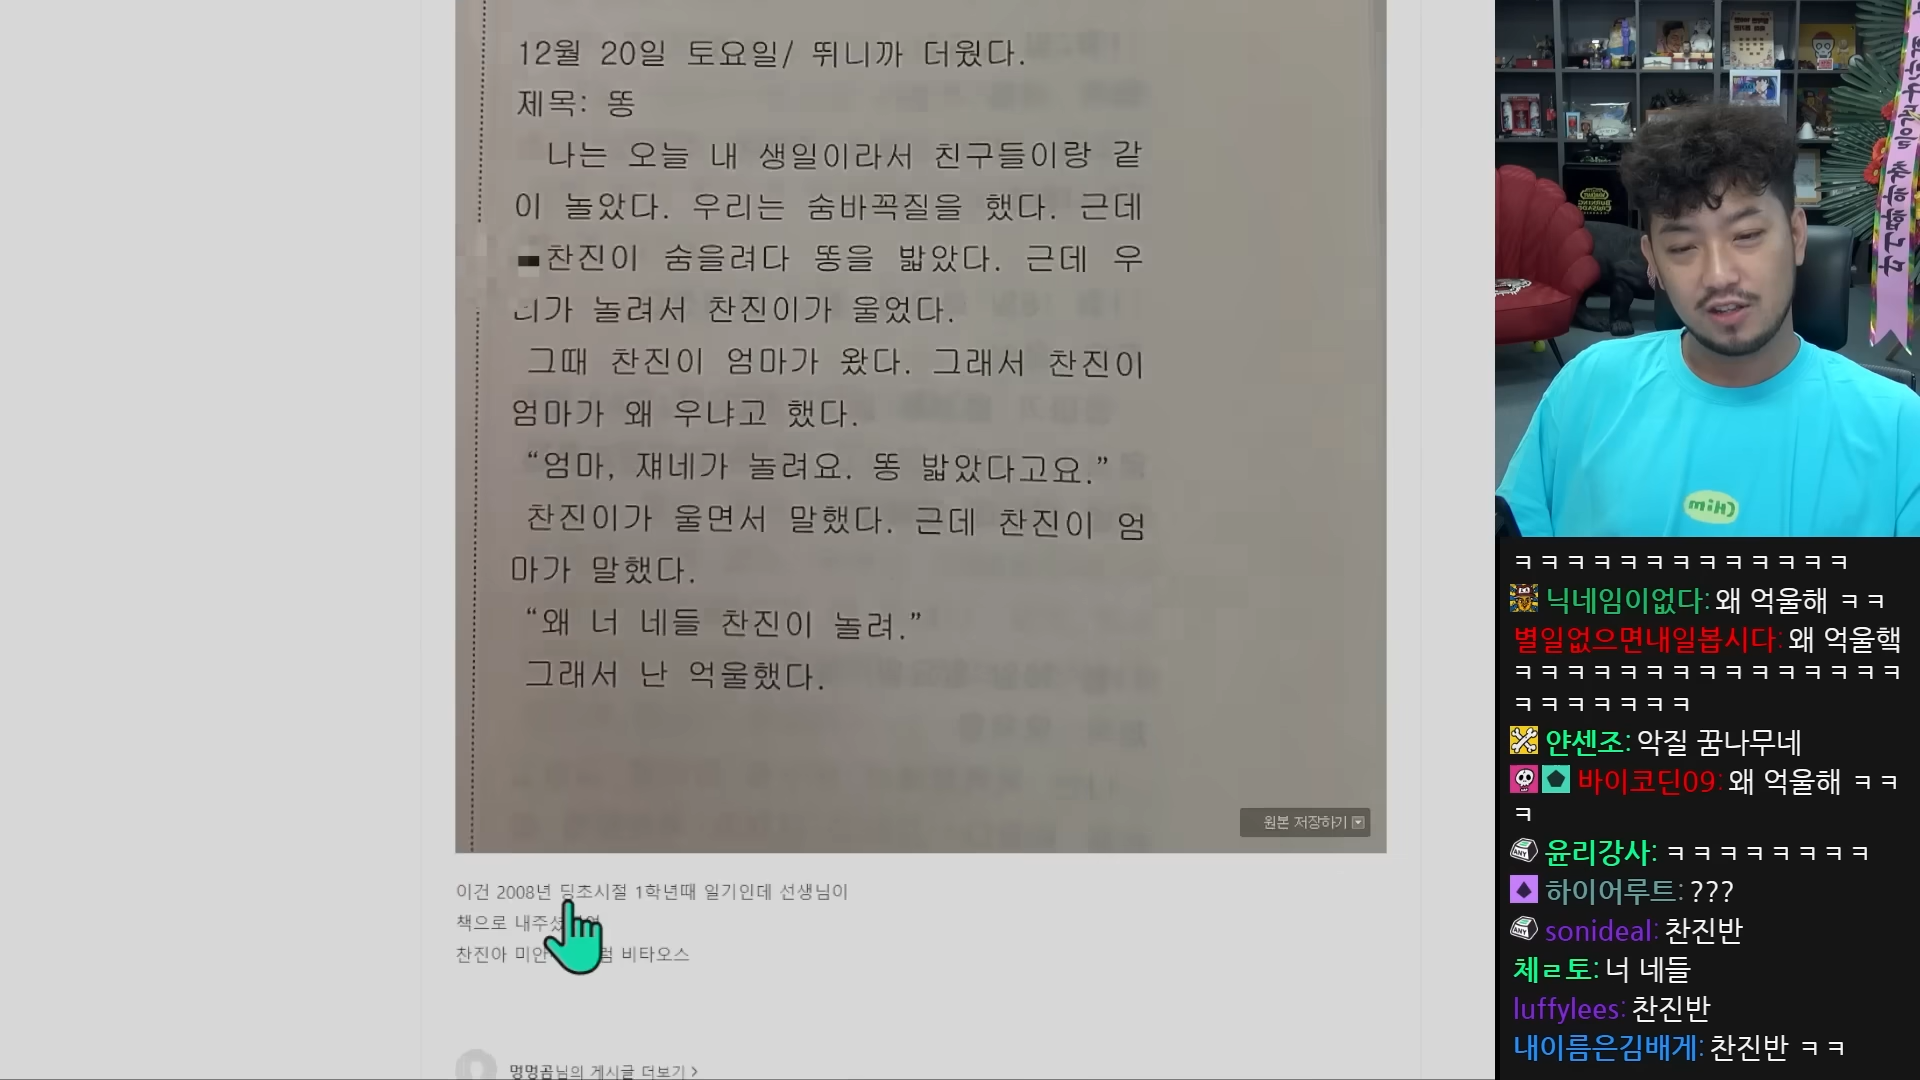 12월 20일 토요일/ 뛰니까 더웠다.
제목: 똥
나는 오늘 내 생일이라서 친구들이랑 같
이 놀았다. 우리는 숨바꼭질을 했다. 근데
찬진이 숨을려다 똥을 밟았다. 근데 우
리가 놀려서 찬진이가 울었다.
그때 찬진이 엄마가 왔다. 그래서 찬진이
엄마가 왜 우냐고 했다.
“엄마, 쟤네가 놀려요. 똥 밟았다고요.”
찬진이가 울면서 말했다. 근데 찬진이 엄
마가 말했다.
“왜 너 네들 찬진이 놀려.”
그래서 난 억울했다.
원본 저장하기
이건 2008년 딩초시절 1학년때 일기인데 선생님이
책으로 내주셨
찬진아 미안 럼 비타오스
명명곰님의 게시글 더보기 >
축하합니다
CHim
ㅋㅋㅋㅋㅋㅋㅋㅋㅋㅋㅋㅋㅋ
닉네임이없다: 왜 억울해 ㅋㅋ
별일없으면내일봅시다: 왜 억울핵
ㅋㅋㅋㅋㅋㅋㅋㅋㅋㅋㅋㅋㅋㅋㅋ
ㅋㅋㅋㅋㅋㅋㅋ
얀센조: 악질 꿈나무네
바이코딘09: 왜 억울해 ㅋㅋ
ㅋ
윤리강사: ㅋㅋㅋㅋㅋㅋㅋㅋ
하이어루트: ???
sonideal: 찬진반
체ㄹ토: 너 네들
luffylees: 찬진반
내이름은김배게: 찬진반 ㅋㅋ